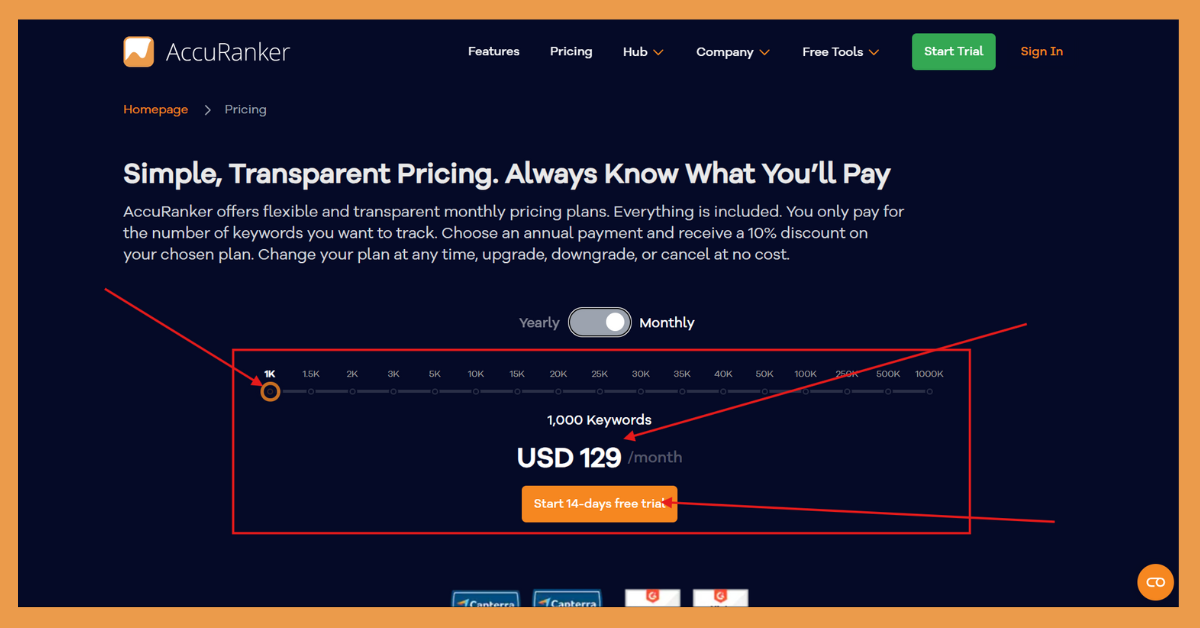 AccuRanker
Features Pricing Hub Company Free Tools Start Trial Sign In
Homepage > Pricing
Simple, Transparent Pricing. Always Know What You’ll Pay
AccuRanker offers flexible and transparent monthly pricing plans. Everything is included. You only pay for
the number of keywords you want to track. Choose an annual payment and receive a 10% discount on
your chosen plan. Change your plan at any time, upgrade, downgrade, or cancel at no cost.
Yearly Monthly
1K 1.5K 2K 3K 5K 10K 15K 20K 25K 30K 35K 40K 50K 100K 250K 500K 1000K
1,000 Keywords
USD 129 /month
Start 14-days free trial
Capterra Capterra